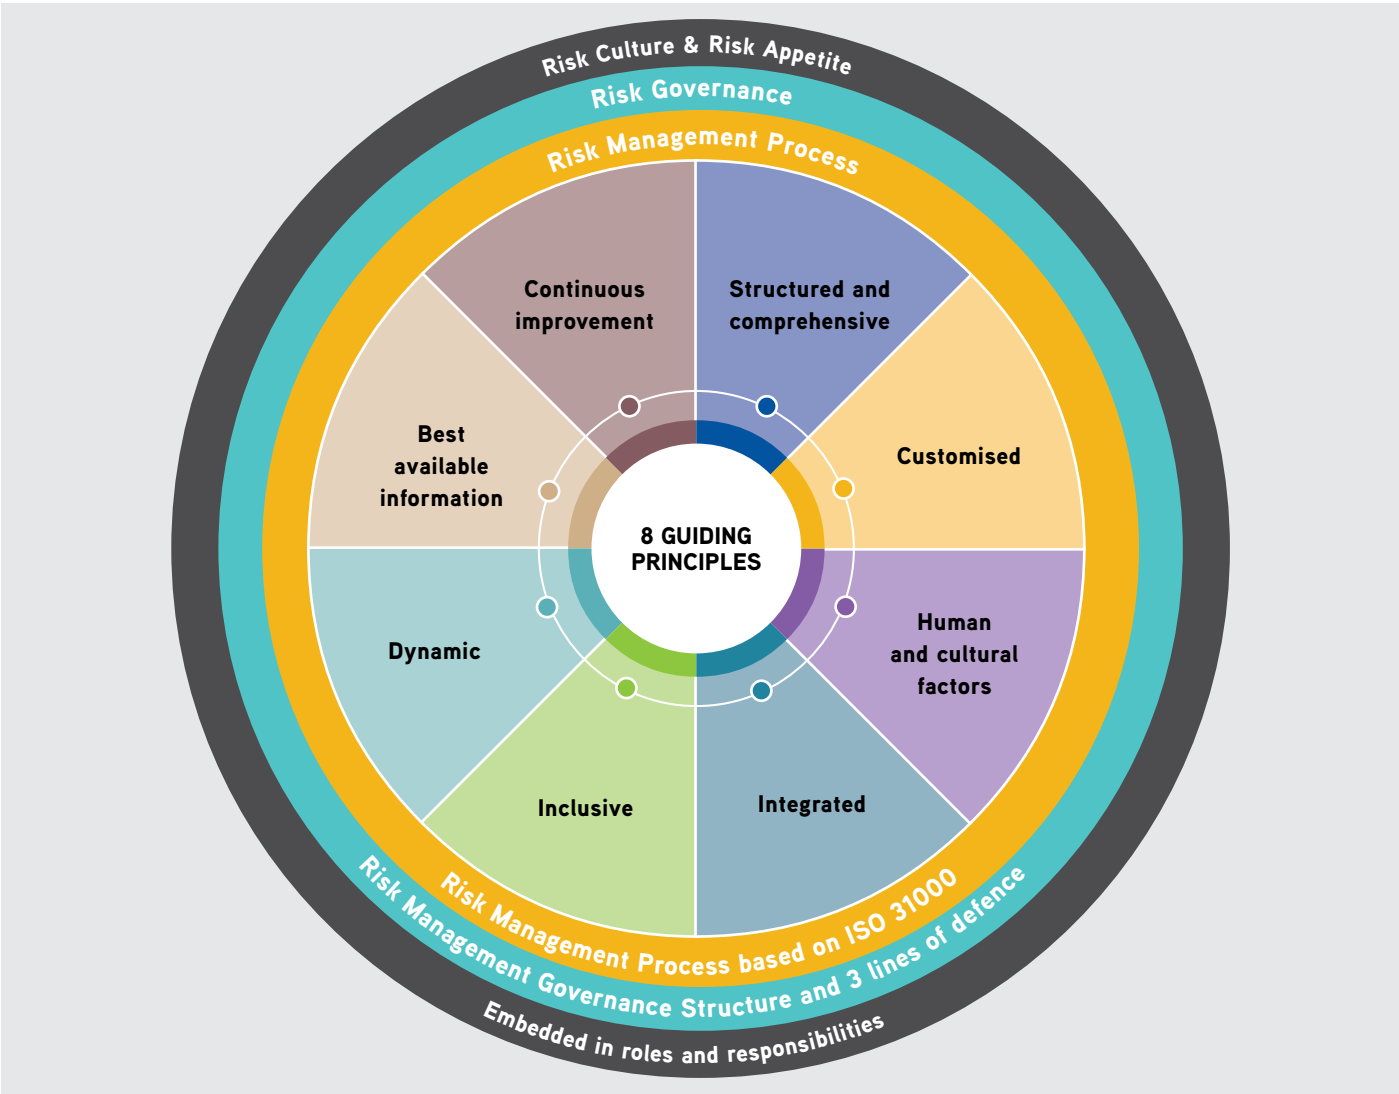 Risk Culture & Risk Appetite
Risk Governance
Risk Management Process
Continuous
improvement
Structured and
comprehensive
Best
available
information
Customised
8 GUIDING
PRINCIPLES
Dynamic
Human
and cultural
factors
Inclusive
Integrated
Risk Management Process based on ISO 31000
Risk Management Governance Structure and 3 lines of defence
Embedded in roles and responsibilities